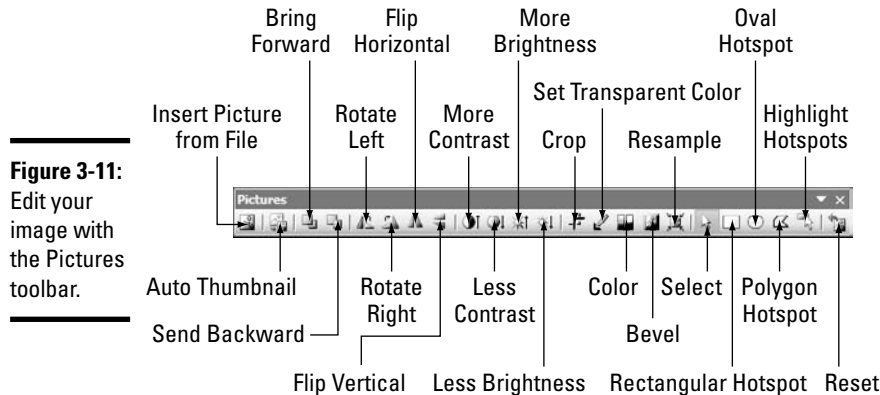 Bring
Forward
Flip
Horizontal
More
Brightness
Oval
Hotspot
Insert Picture
from File
Rotate
Left
More
Contrast
Set Transparent Color
Crop
Resample
Highlight
Hotspots
Figure 3-11:
Edit your
image with
the Pictures
toolbar.
Pictures
Auto Thumbnail
Rotate
Right
Less
Contrast
Color
Select
Polygon
Hotspot
Send Backward
Bevel
Flip Vertical
Less Brightness
Rectangular Hotspot
Reset